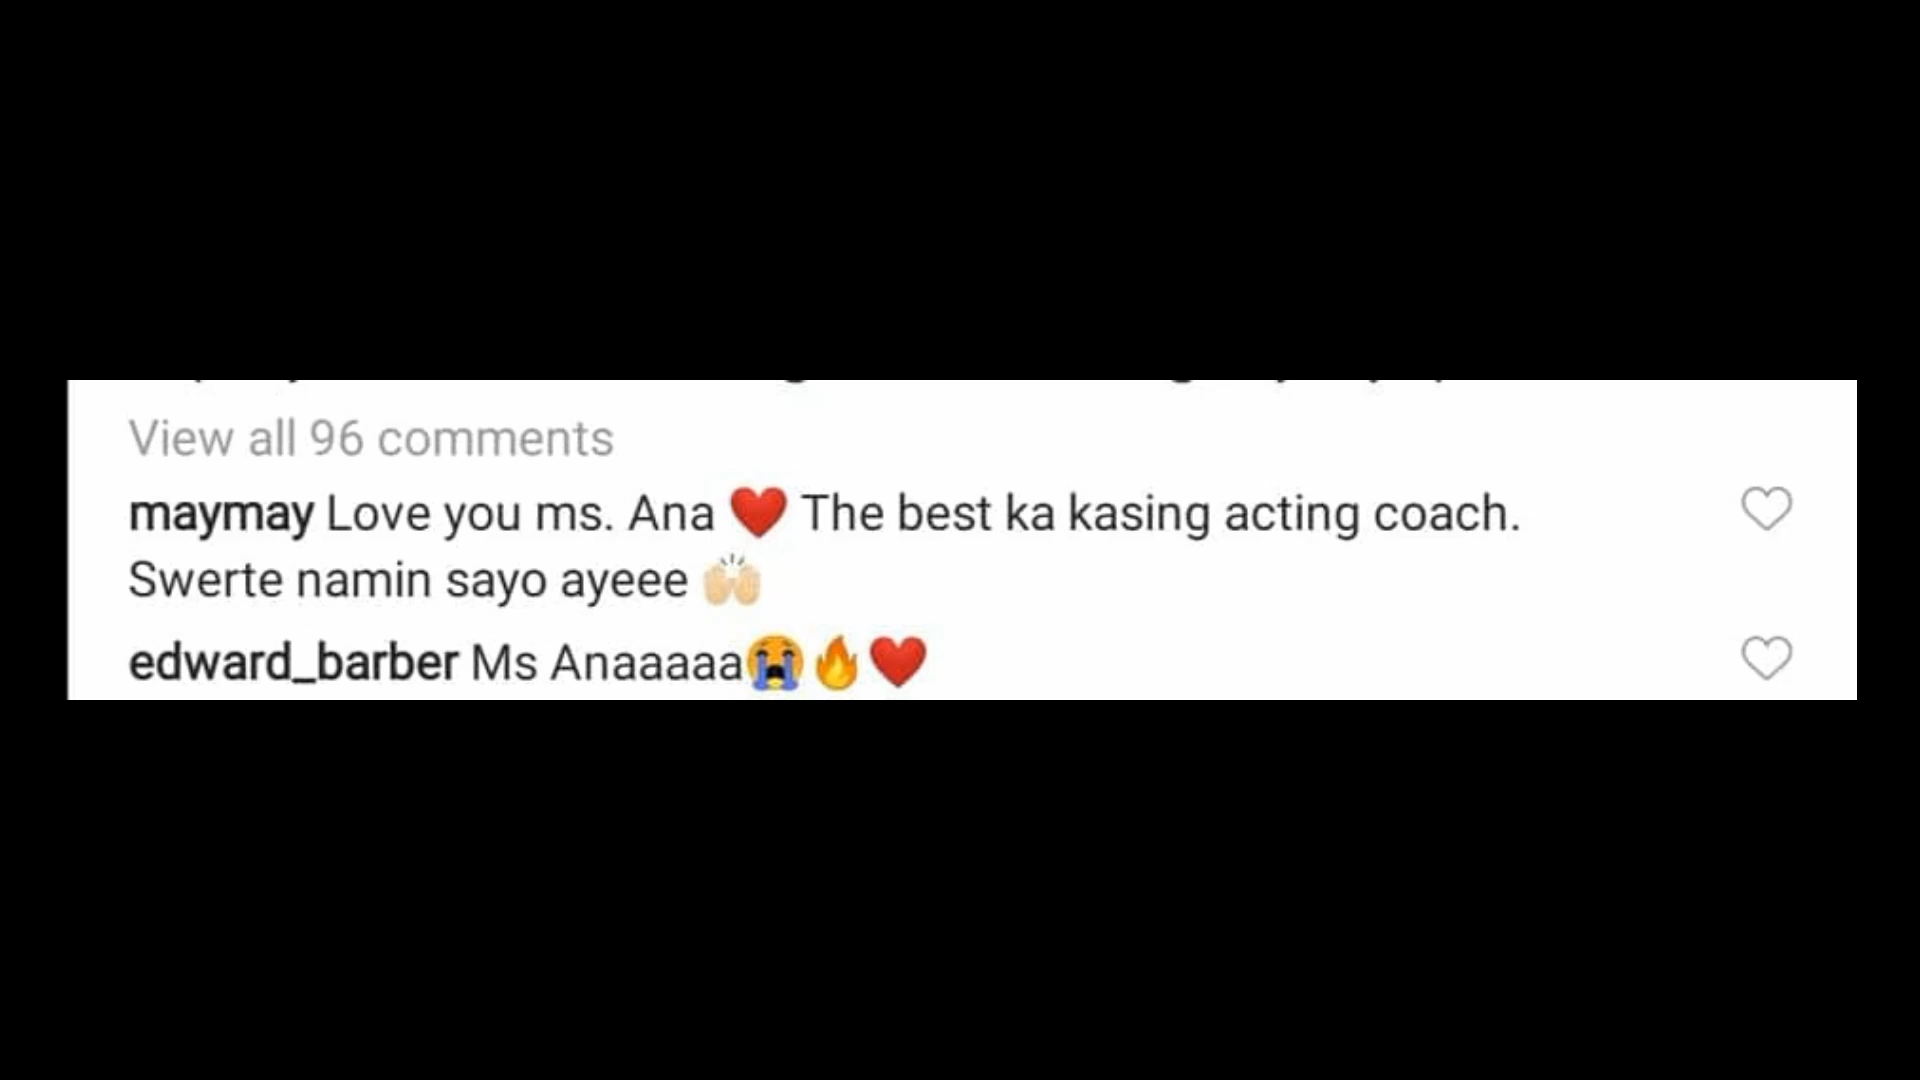 View all 96 comments
maymay Love you ms. Ana ❤️ The best ka kasing acting coach.
Swerte namin sayo ayeee 🙌🏻
edward_barber Ms Anaaaaa😭🔥❤️